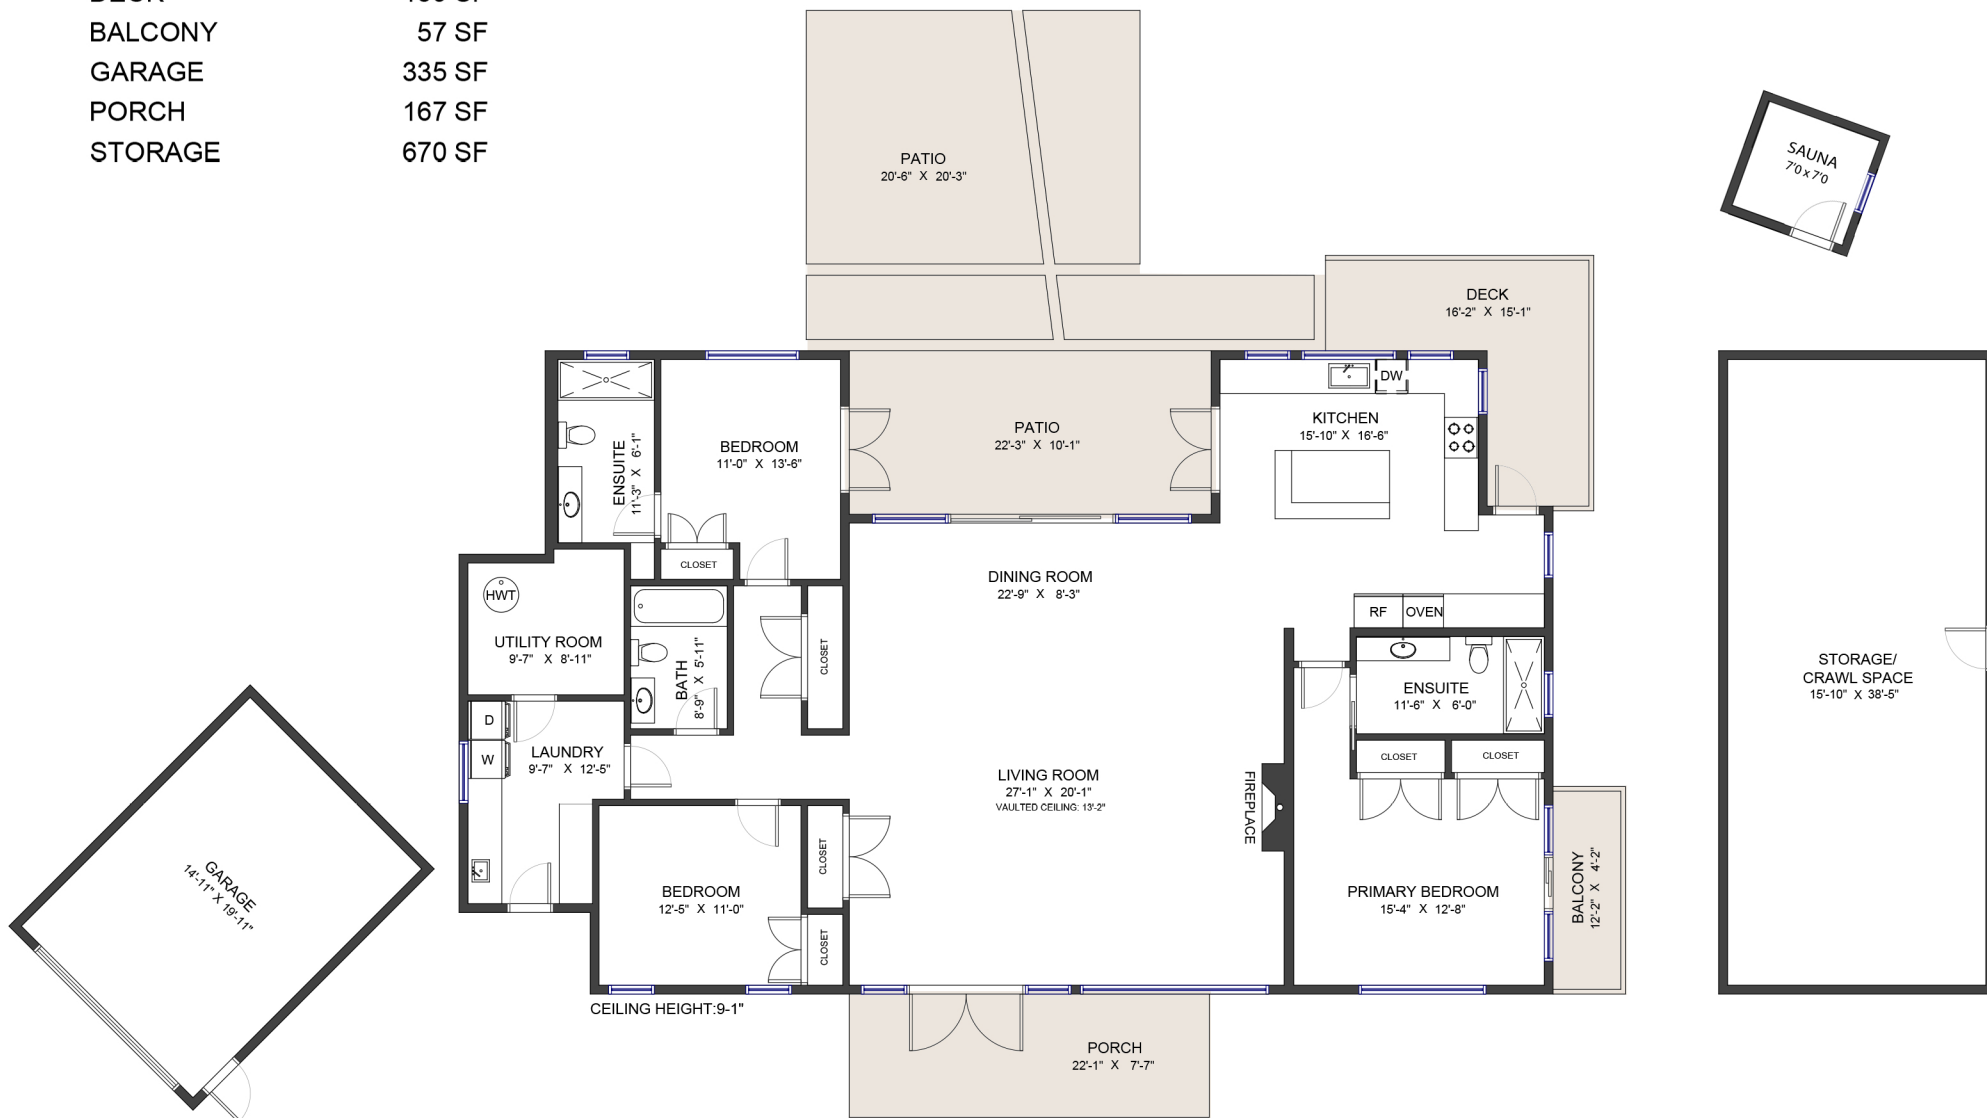 BALCONY 57 SF
GARAGE 335 SF
PORCH 167 SF
STORAGE 670 SF
PATIO
20'-6" X 20'-3"
SAUNA
7'0 x 7'0
DECK
16'-2" X 15'-1"
DW
KITCHEN
15'-10" X 16'-6"
PATIO
22'-3" X 10'-1"
BEDROOM
11'-0" X 13'-6"
ENSUITE
11'-3" X 6'-1"
CLOSET
HWT
UTILITY ROOM
9'-7" X 8'-11"
DINING ROOM
22'-9" X 8'-3"
RF OVEN
BATH
8'-9" X 5'-11"
CLOSET
ENSUITE
11'-6" X 6'-0"
STORAGE/
CRAWL SPACE
15'-10" X 38'-5"
D
W
LAUNDRY
9'-7" X 12'-5"
CLOSET
CLOSET
LIVING ROOM
27'-1" X 20'-1"
VAULTED CEILING: 13'-2"
FIREPLACE
GARAGE
14'-11" X 19'-11"
BEDROOM
12'-5" X 11'-0"
CLOSET
CLOSET
PRIMARY BEDROOM
15'-4" X 12'-8"
BALCONY
12'-2" X 4'-2"
CEILING HEIGHT:9-1"
PORCH
22'-1" X 7'-7"